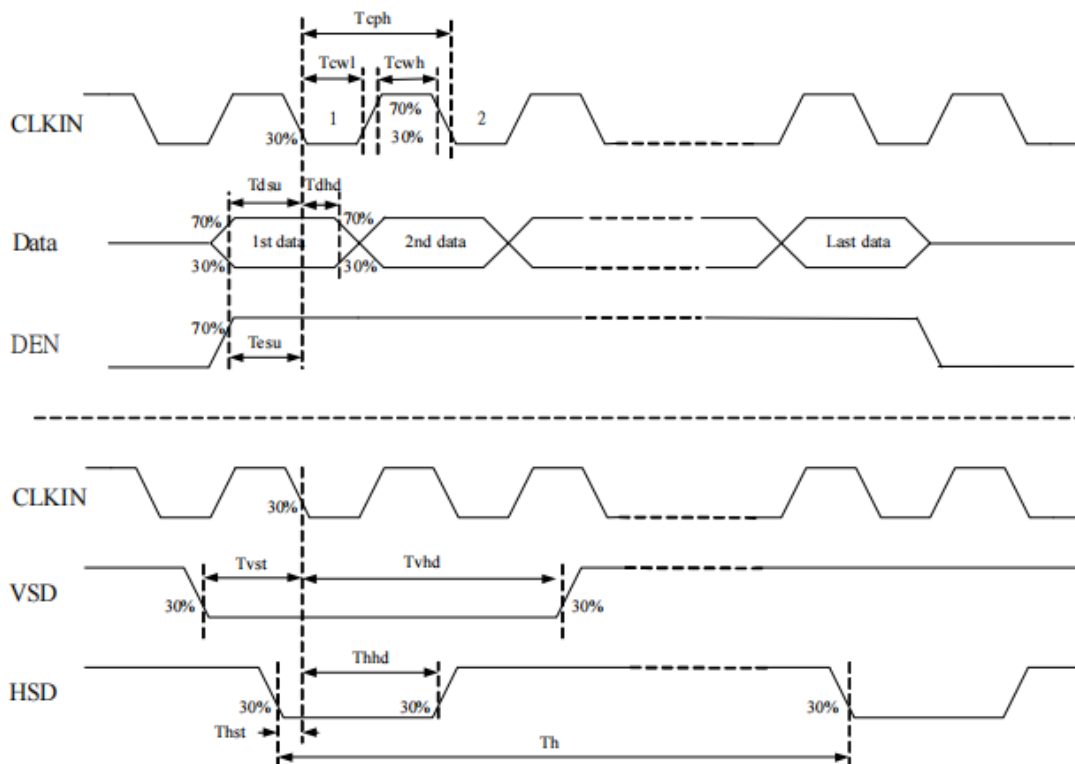 Tcph
Tcwl Tcwh
CLKIN 30% 1 70% 2
30%
Tdsu Tdhd
70% 70%
Data 1st data 2nd data Last data
30% 30%
70%
DEN Tesu
CLKIN 30%
Tvst Tvhd
VSD 30% 30%
Thhd
HSD 30% 30% 30%
Thst
Th